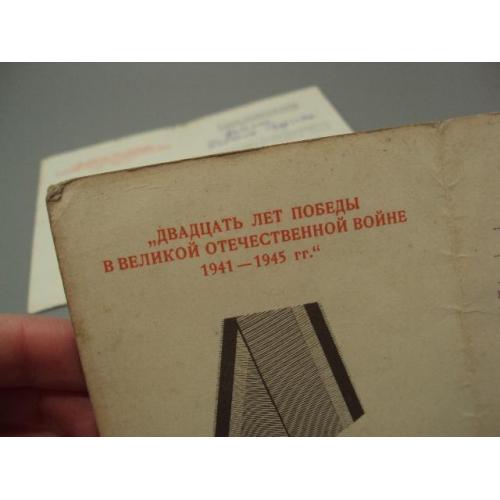 „ДВАДЦАТЬ ЛЕТ ПОБЕДЫ
В ВЕЛИКОЙ ОТЕЧЕСТВЕННОЙ ВОЙНЕ
1941 — 1945 гг.“